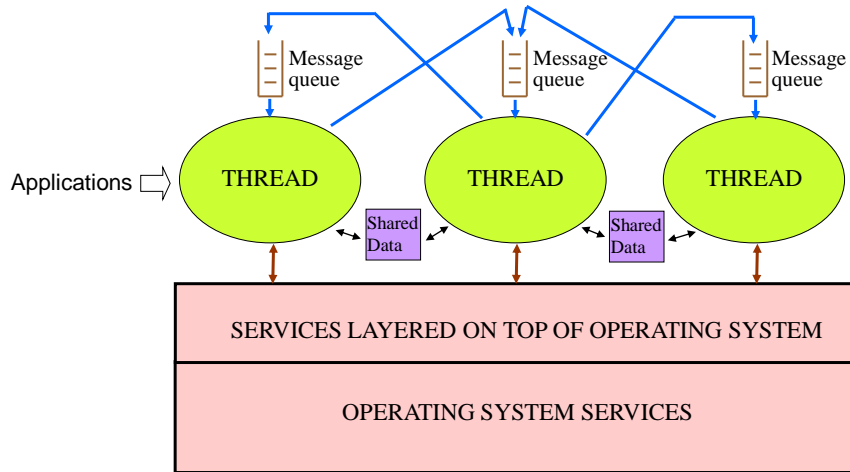 Message
queue
Message
queue
Message
queue
Applications
THREAD
THREAD
THREAD
Shared
Data
Shared
Data
SERVICES LAYERED ON TOP OF OPERATING SYSTEM
OPERATING SYSTEM SERVICES